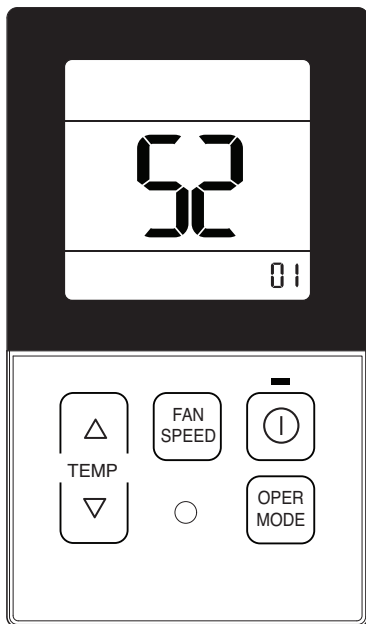 52
01
FAN
SPEED
TEMP
OPER
MODE